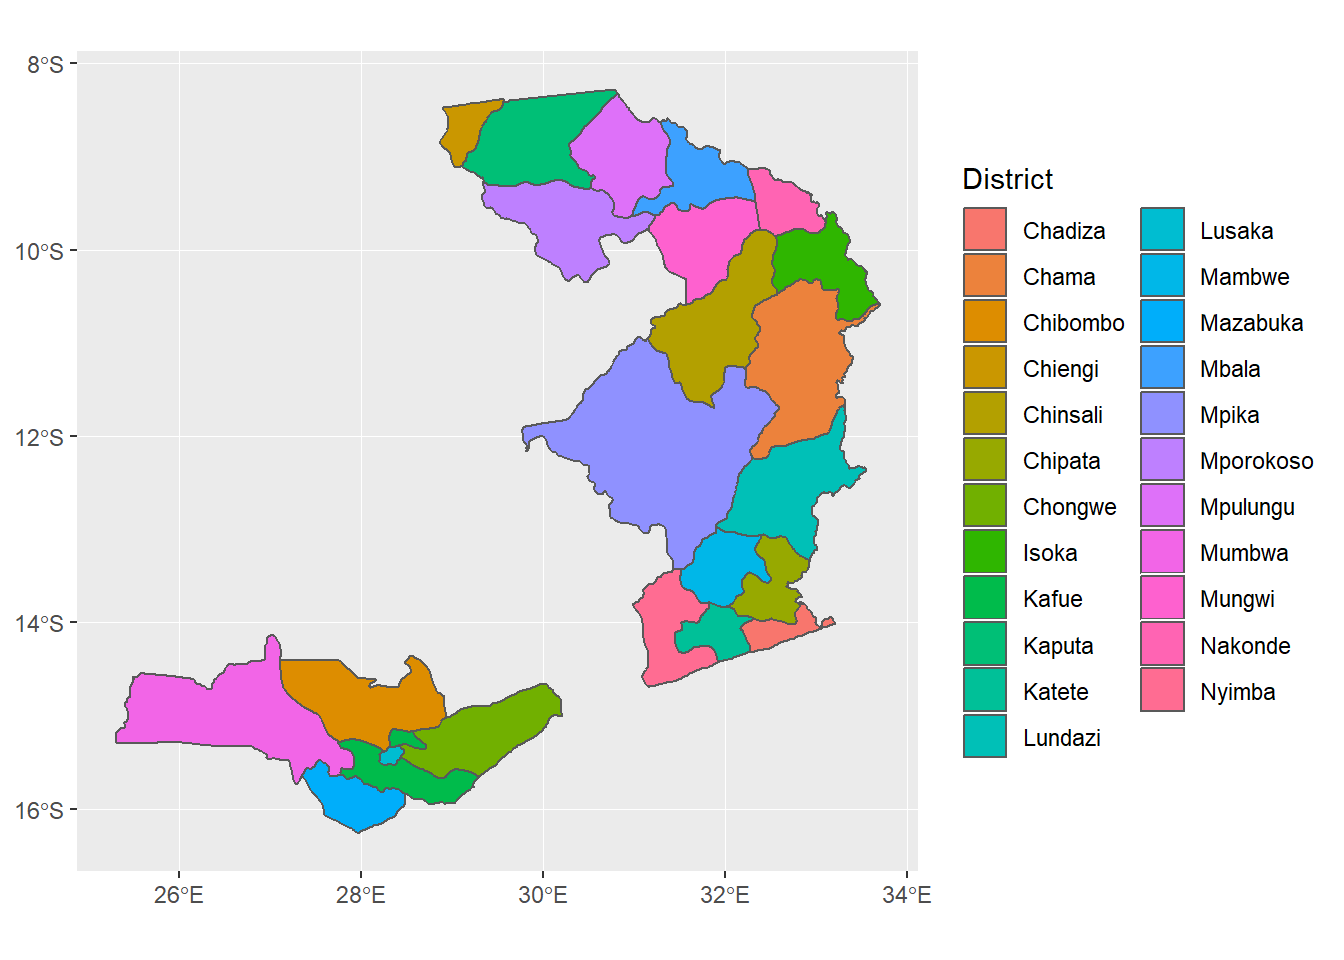 8°S
10°S
12°S
14°S
16°S
26°E
28°E
30°E
32°E
34°E
District
Chadiza
Chama
Chibombo
Chiengi
Chinsali
Chipata
Chongwe
Isoka
Kafue
Kaputa
Katete
Lundazi
Lusaka
Mambwe
Mazabuka
Mbala
Mpika
Mporokoso
Mpulungu
Mumbwa
Mungwi
Nakonde
Nyimba